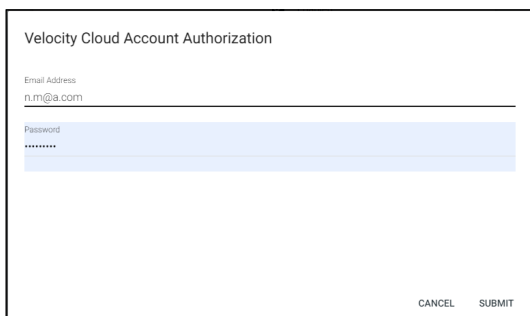 Velocity Cloud Account Authorization
Email Address
n.m@a.com
Password
•••••••••
CANCEL SUBMIT